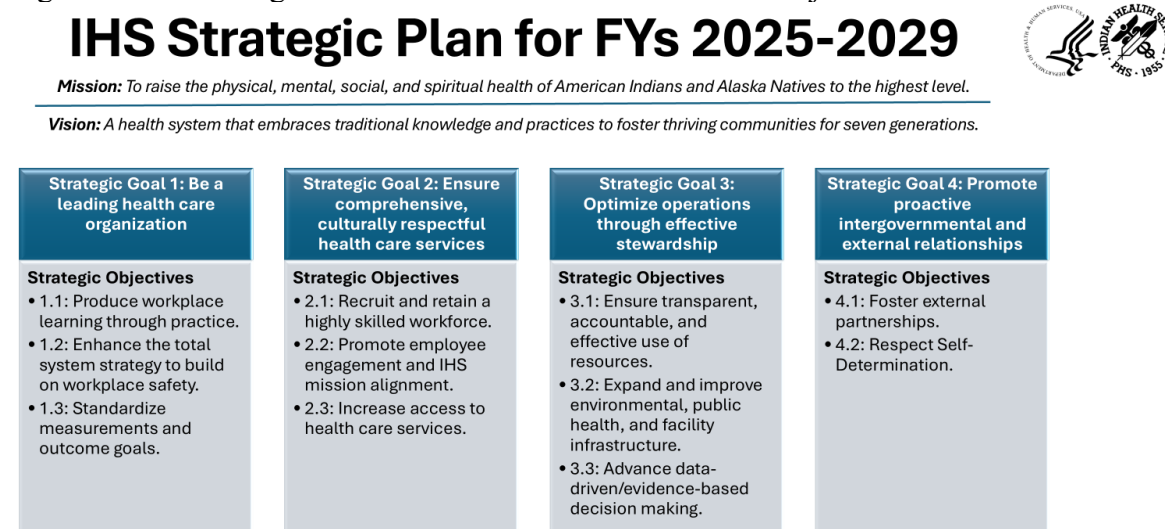 IHS Strategic Plan for FYs 2025-2029
Mission: To raise the physical, mental, social, and spiritual health of American Indians and Alaska Natives to the highest level.
Vision: A health system that embraces traditional knowledge and practices to foster thriving communities for seven generations.
Strategic Goal 1: Be a
leading health care
organization
Strategic Objectives
• 1.1: Produce workplace
learning through practice.
• 1.2: Enhance the total
system strategy to build
on workplace safety.
• 1.3: Standardize
measurements and
outcome goals.
Strategic Goal 2: Ensure
comprehensive,
culturally respectful
health care services
Strategic Objectives
• 2.1: Recruit and retain a
highly skilled workforce.
• 2.2: Promote employee
engagement and IHS
mission alignment.
• 2.3: Increase access to
health care services.
Strategic Goal 3:
Optimize operations
through effective
stewardship
Strategic Objectives
• 3.1: Ensure transparent,
accountable, and
effective use of
resources.
• 3.2: Expand and improve
environmental, public
health, and facility
infrastructure.
• 3.3: Advance data-
driven/evidence-based
decision making.
Strategic Goal 4: Promote
proactive
intergovernmental and
external relationships
Strategic Objectives
• 4.1: Foster external
partnerships.
• 4.2: Respect Self-
Determination.
INDIAN HEALTH
PHS · 1955